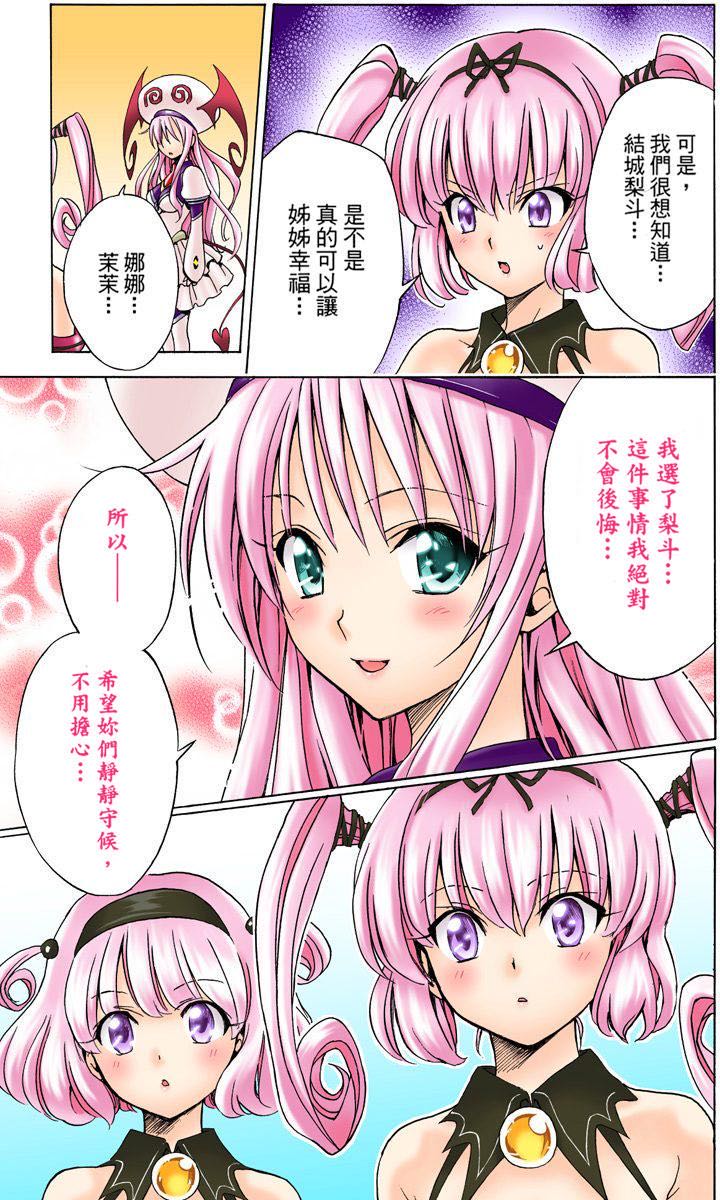 可是，
我們很想知道…
結城梨斗…
是不是
真的可以讓
姊姊幸福…
娜娜…
茉茉…
我選了梨斗…
這件事情我絕對
不會後悔…
所以——
希望妳們靜靜守候，
不用擔心…